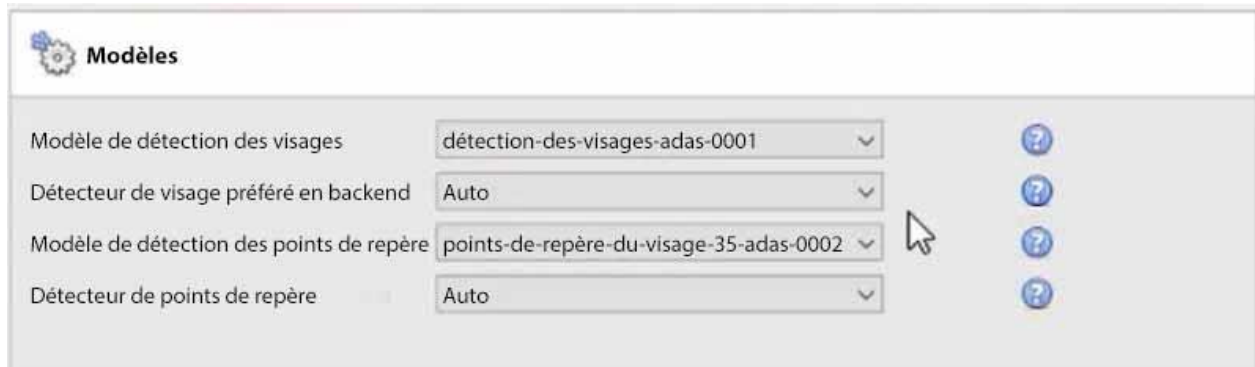 Modèles
Modèle de détection des visages détection-des-visages-adas-0001
Détecteur de visage préféré en backend Auto
Modèle de détection des points de repère points-de-repère-du-visage-35-adas-0002
Détecteur de points de repère Auto